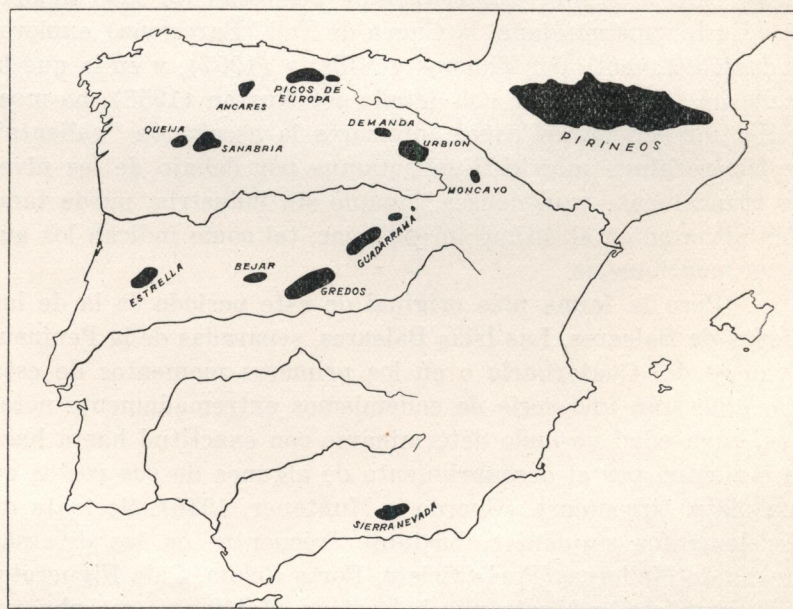 PICOS DE
EUROPA
ANCARES
QUEIJA
SANABRIA
DEMANDA
URBION
MONCAYO
PIRINEOS
ESTRELLA
BEJAR
GREDOS
GUADARRAMA
SIERRA NEVADA